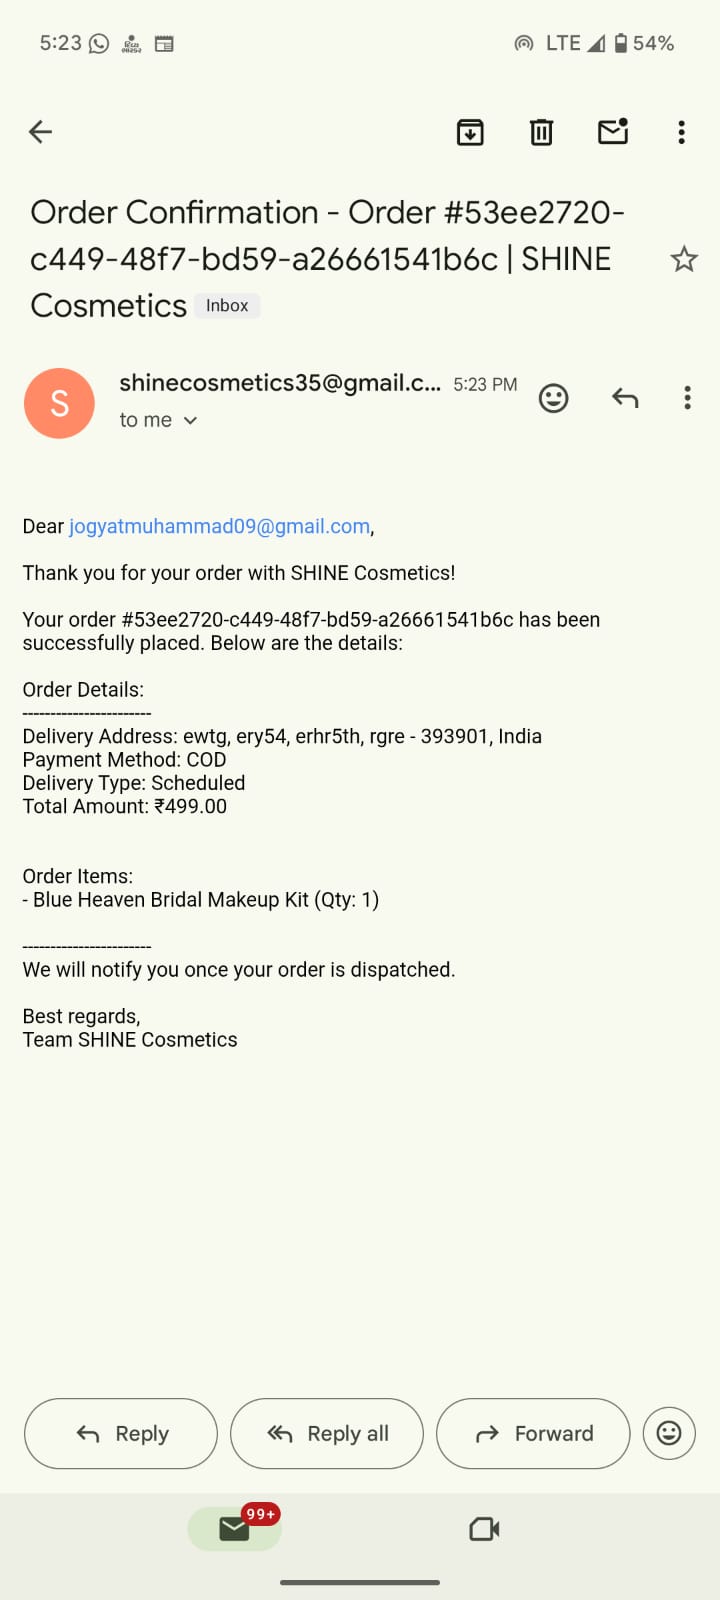 5:23
LTE 54%
Order Confirmation - Order #53ee2720-
c449-48f7-bd59-a26661541b6c | SHINE
Cosmetics Inbox
S
shinecosmetics35@gmail.c... 5:23 PM
to me
Dear jogyatmuhammad09@gmail.com,
Thank you for your order with SHINE Cosmetics!
Your order #53ee2720-c449-48f7-bd59-a26661541b6c has been
successfully placed. Below are the details:
Order Details:
-----------------------
Delivery Address: ewtg, ery54, erhr5th, rgre - 393901, India
Payment Method: COD
Delivery Type: Scheduled
Total Amount: ₹499.00
Order Items:
- Blue Heaven Bridal Makeup Kit (Qty: 1)
-----------------------
We will notify you once your order is dispatched.
Best regards,
Team SHINE Cosmetics
Reply
Reply all
Forward
99+